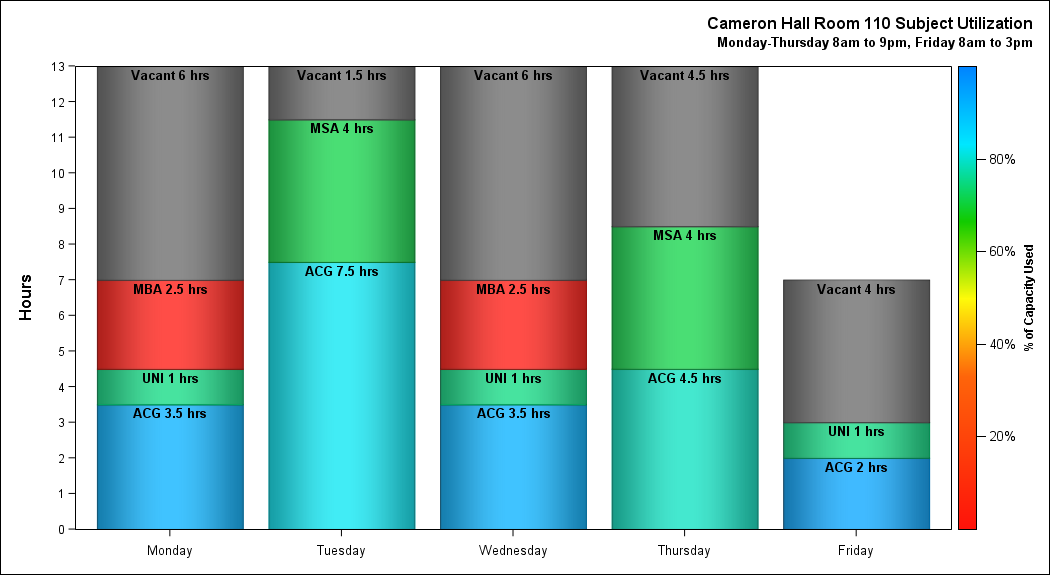 Cameron Hall Room 110 Subject Utilization
Monday-Thursday 8am to 9pm, Friday 8am to 3pm
Hours
13
12
11
10
9
8
7
6
5
4
3
2
1
0
Vacant 6 hrs
MBA 2.5 hrs
UNI 1 hrs
ACG 3.5 hrs
Vacant 1.5 hrs
MSA 4 hrs
ACG 7.5 hrs
Vacant 6 hrs
MBA 2.5 hrs
UNI 1 hrs
ACG 3.5 hrs
Vacant 4.5 hrs
MSA 4 hrs
ACG 4.5 hrs
Vacant 4 hrs
UNI 1 hrs
ACG 2 hrs
Monday
Tuesday
Wednesday
Thursday
Friday
80%
60%
40%
20%
% of Capacity Used